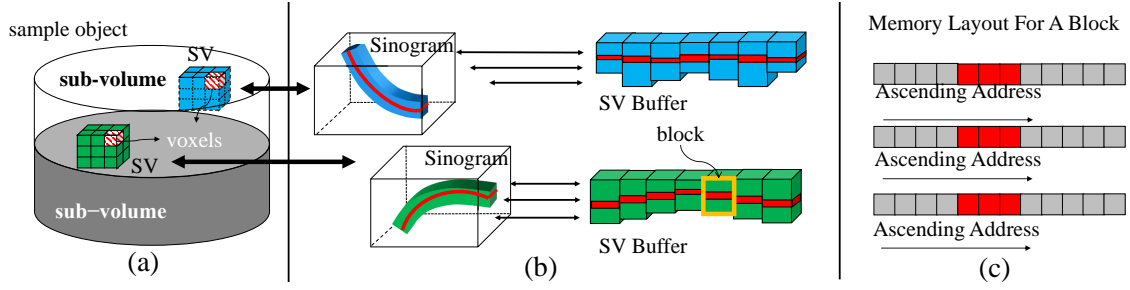 sample object
SV
sub-volume
voxels
SV
sub-volume
(a)
Sinogram
SV Buffer
block
Sinogram
SV Buffer
(b)
Memory Layout For A Block
Ascending Address
Ascending Address
Ascending Address
(c)